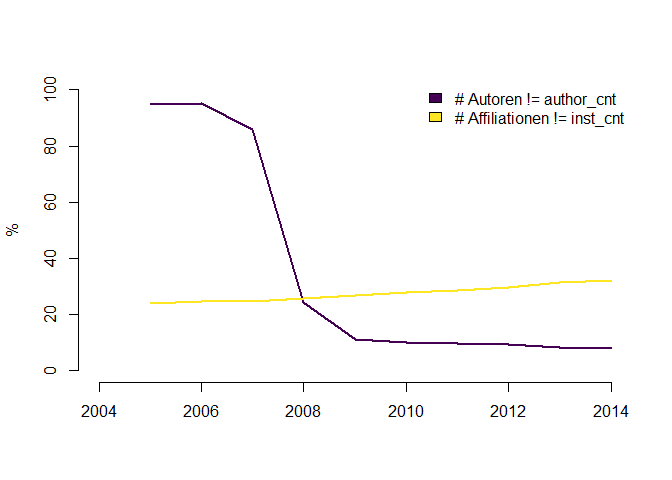 # Autoren != author_cnt
# Affiliationen != inst_cnt
100
80
60
40
20
0
%
2004 2006 2008 2010 2012 2014